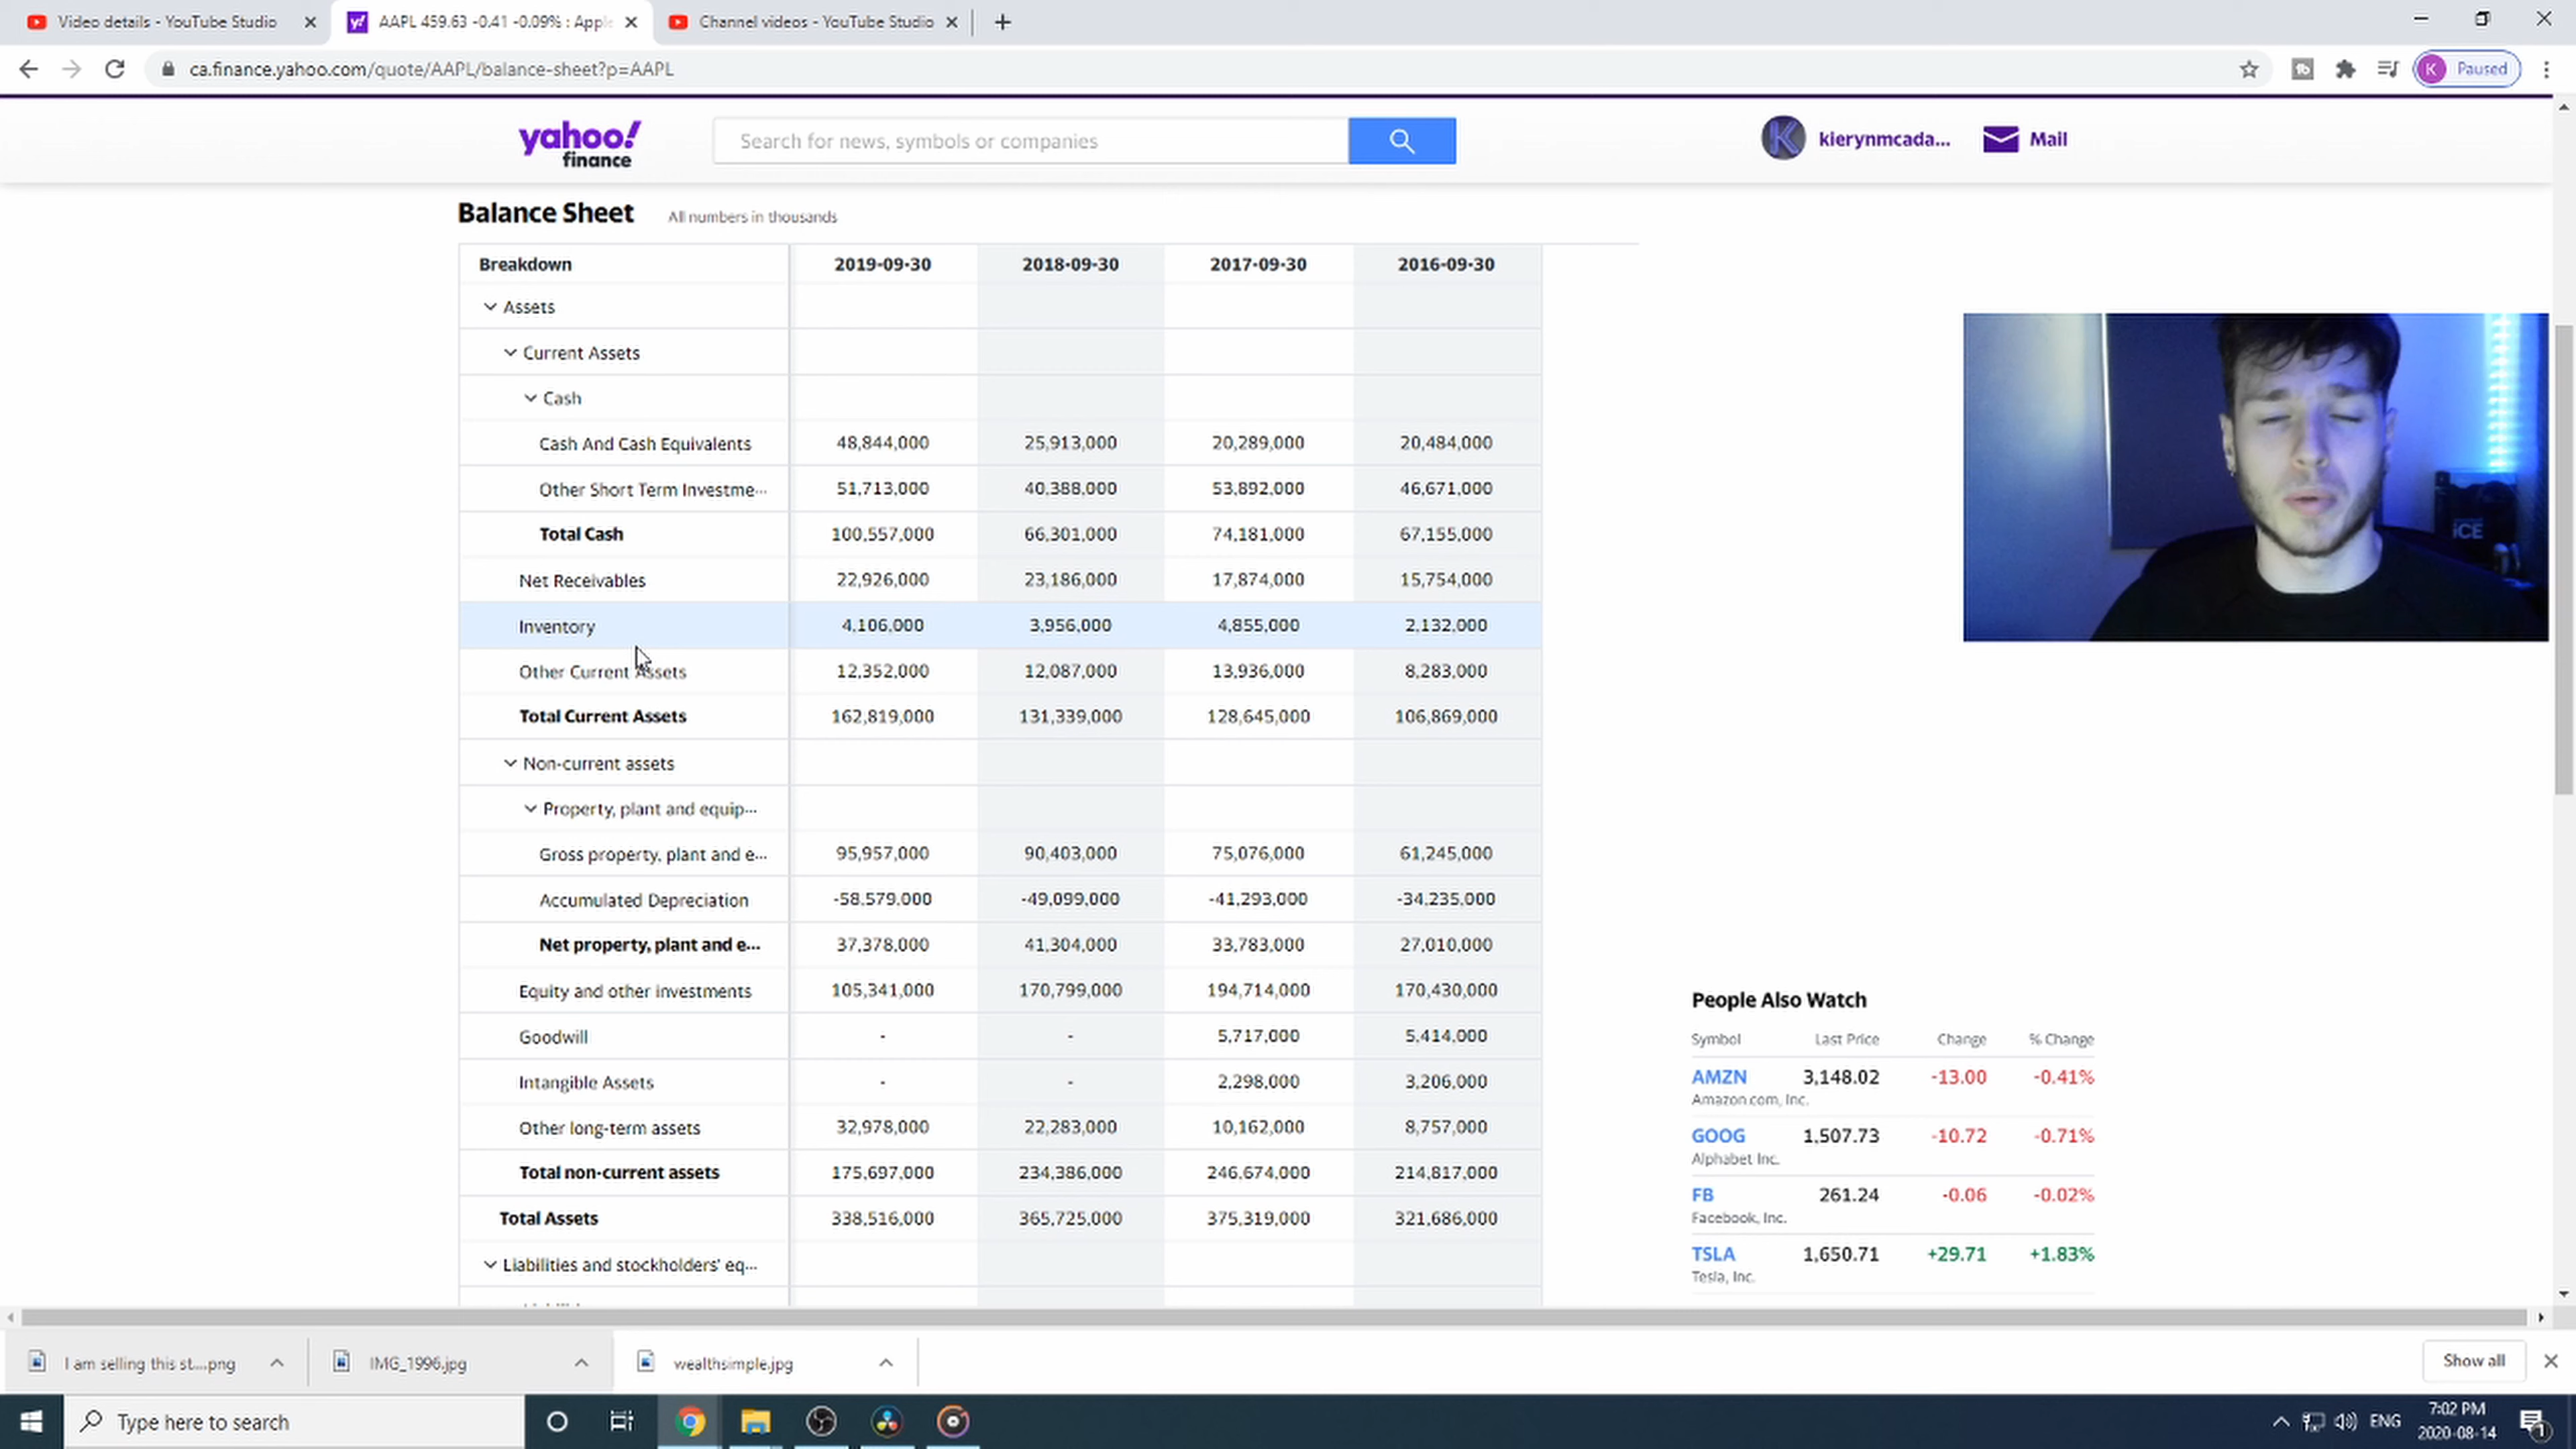 Video details - YouTube Studio
AAPL 459.63 -0.41 -0.09% : Apple
Channel videos - YouTube Studio
ca.finance.yahoo.com/quote/AAPL/balance-sheet?p=AAPL
K Paused
yahoo! finance
Search for news, symbols or companies
K kierynmcada...
Mail
Balance Sheet All numbers in thousands
Breakdown 2019-09-30 2018-09-30 2017-09-30 2016-09-30
Assets
Current Assets
Cash
Cash And Cash Equivalents 48,844,000 25,913,000 20,289,000 20,484,000
Other Short Term Investme... 51,713,000 40,388,000 53,892,000 46,671,000
Total Cash 100,557,000 66,301,000 74,181,000 67,155,000
Net Receivables 22,926,000 23,186,000 17,874,000 15,754,000
Inventory 4,106,000 3,956,000 4,855,000 2,132,000
Other Current Assets 12,352,000 12,087,000 13,936,000 8,283,000
Total Current Assets 162,819,000 131,339,000 128,645,000 106,869,000
Non-current assets
Property, plant and equip...
Gross property, plant and e... 95,957,000 90,403,000 75,076,000 61,245,000
Accumulated Depreciation -58,579,000 -49,099,000 -41,293,000 -34,235,000
Net property, plant and e... 37,378,000 41,304,000 33,783,000 27,010,000
Equity and other investments 105,341,000 170,799,000 194,714,000 170,430,000
Goodwill - - 5,717,000 5,414,000
Intangible Assets - - 2,298,000 3,206,000
Other long-term assets 32,978,000 22,283,000 10,162,000 8,757,000
Total non-current assets 175,697,000 234,386,000 246,674,000 214,817,000
Total Assets 338,516,000 365,725,000 375,319,000 321,686,000
Liabilities and stockholders' eq...
iCE
People Also Watch
Symbol Last Price Change % Change
AMZN 3,148.02 -13.00 -0.41%
Amazon.com, Inc.
GOOG 1,507.73 -10.72 -0.71%
Alphabet Inc.
FB 261.24 -0.06 -0.02%
Facebook, Inc.
TSLA 1,650.71 +29.71 +1.83%
Tesla, Inc.
I am selling this st....png
IMG_1996.jpg
wealthsimple.jpg
Show all
Type here to search
ENG
7:02 PM
2020-08-14
1